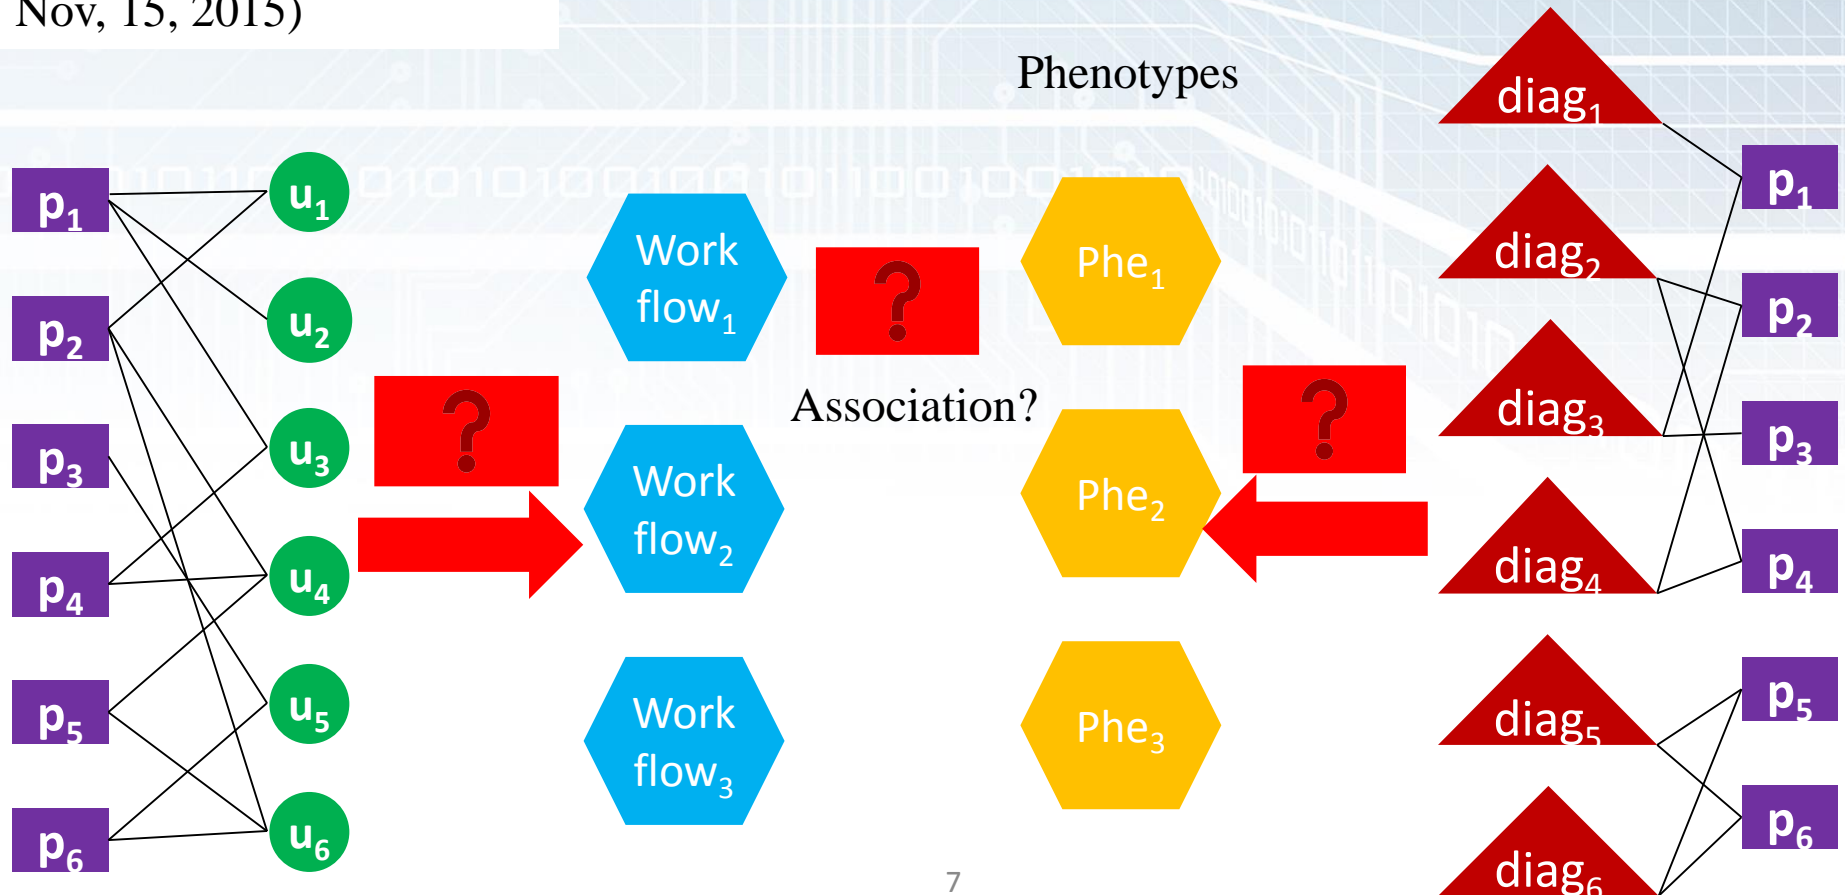 Nov, 15, 2015)
Phenotypes
p1
p2
p3
p4
p5
p6
u1
u2
u3
u4
u5
u6
?
Work
flow1
Work
flow2
Work
flow3
?
Association?
Phe1
Phe2
Phe3
?
diag1
diag2
diag3
diag4
diag5
diag6
p1
p2
p3
p4
p5
p6
7